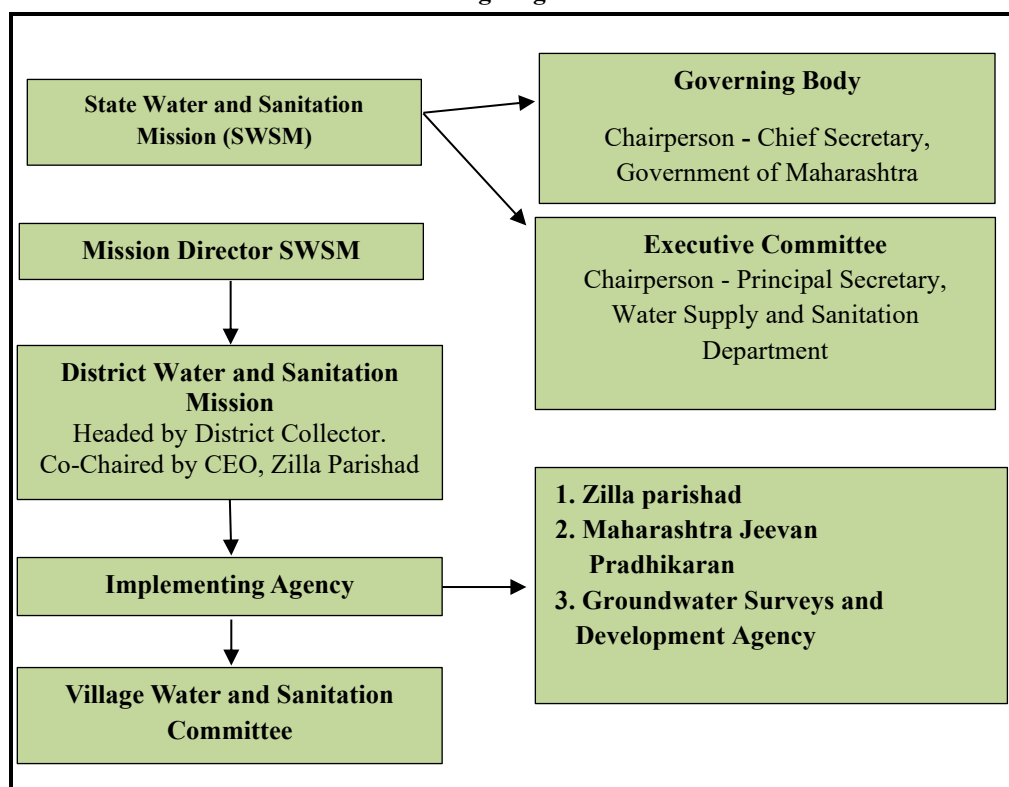 State Water and Sanitation
Mission (SWSM)
Governing Body
Chairperson - Chief Secretary,
Government of Maharashtra
Mission Director SWSM
Executive Committee
Chairperson - Principal Secretary,
Water Supply and Sanitation
Department
District Water and Sanitation
Mission
Headed by District Collector.
Co-Chaired by CEO, Zilla Parishad
1. Zilla parishad
2. Maharashtra Jeevan
Pradhikaran
3. Groundwater Surveys and
Development Agency
Implementing Agency
Village Water and Sanitation
Committee